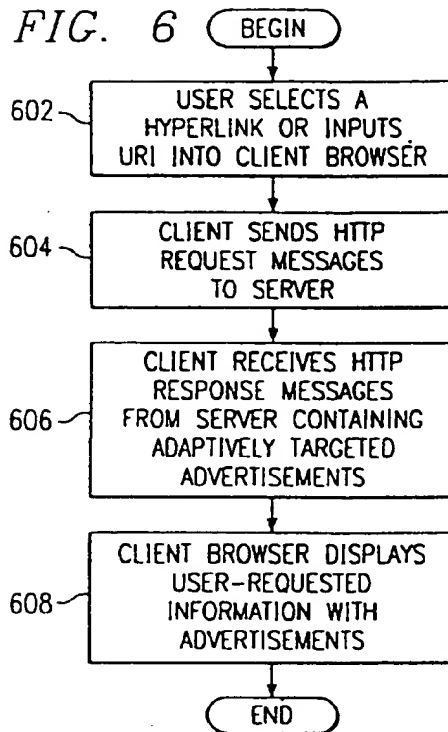 FIG. 6
BEGIN
602
USER SELECTS A
HYPERLINK OR INPUTS
URI INTO CLIENT BROWSER
604
CLIENT SENDS HTTP
REQUEST MESSAGES
TO SERVER
606
CLIENT RECEIVES HTTP
RESPONSE MESSAGES
FROM SERVER CONTAINING
ADAPTIVELY TARGETED
ADVERTISEMENTS
608
CLIENT BROWSER DISPLAYS
USER-REQUESTED
INFORMATION WITH
ADVERTISEMENTS
END